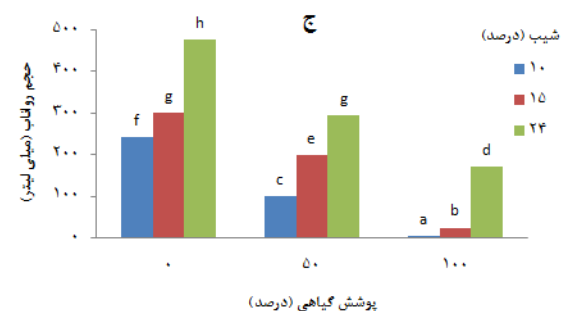 ج
شیب (درصد)
۱۰
۱۵
۲۴
حجم رواناب (میلی لیتر)
۵۰۰
۴۰۰
۳۰۰
۲۰۰
۱۰۰
۰
f g h
c e g
a b d
۰ ۵۰ ۱۰۰
پوشش گیاهی (درصد)